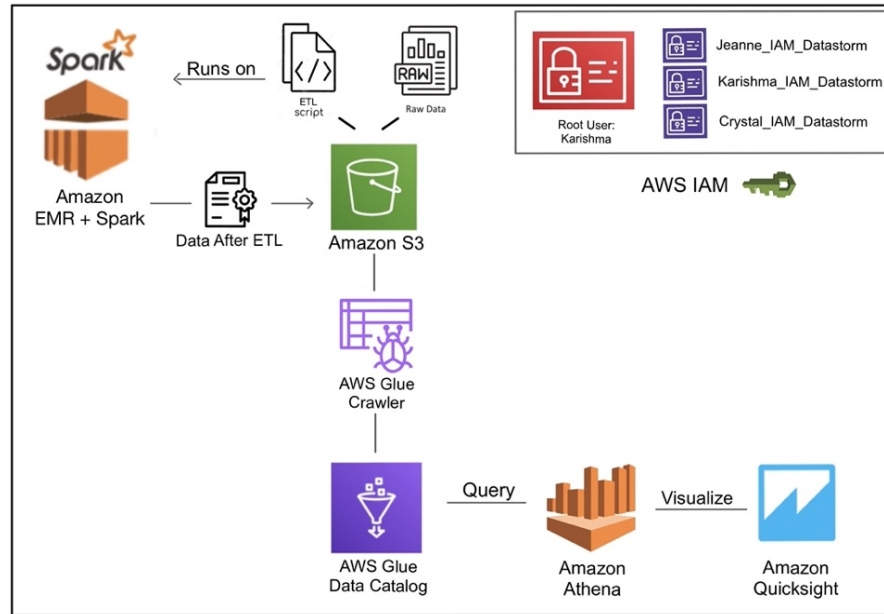 Spark
Runs on
ETL
script
RAW
Raw Data
Root User:
Karishma
Jeanne_IAM_Datastorm
Karishma_IAM_Datastorm
Crystal_IAM_Datastorm
AWS IAM
Amazon
EMR + Spark
Data After ETL
Amazon S3
AWS Glue
Crawler
AWS Glue
Data Catalog
Query
Amazon
Athena
Visualize
Amazon
Quicksight